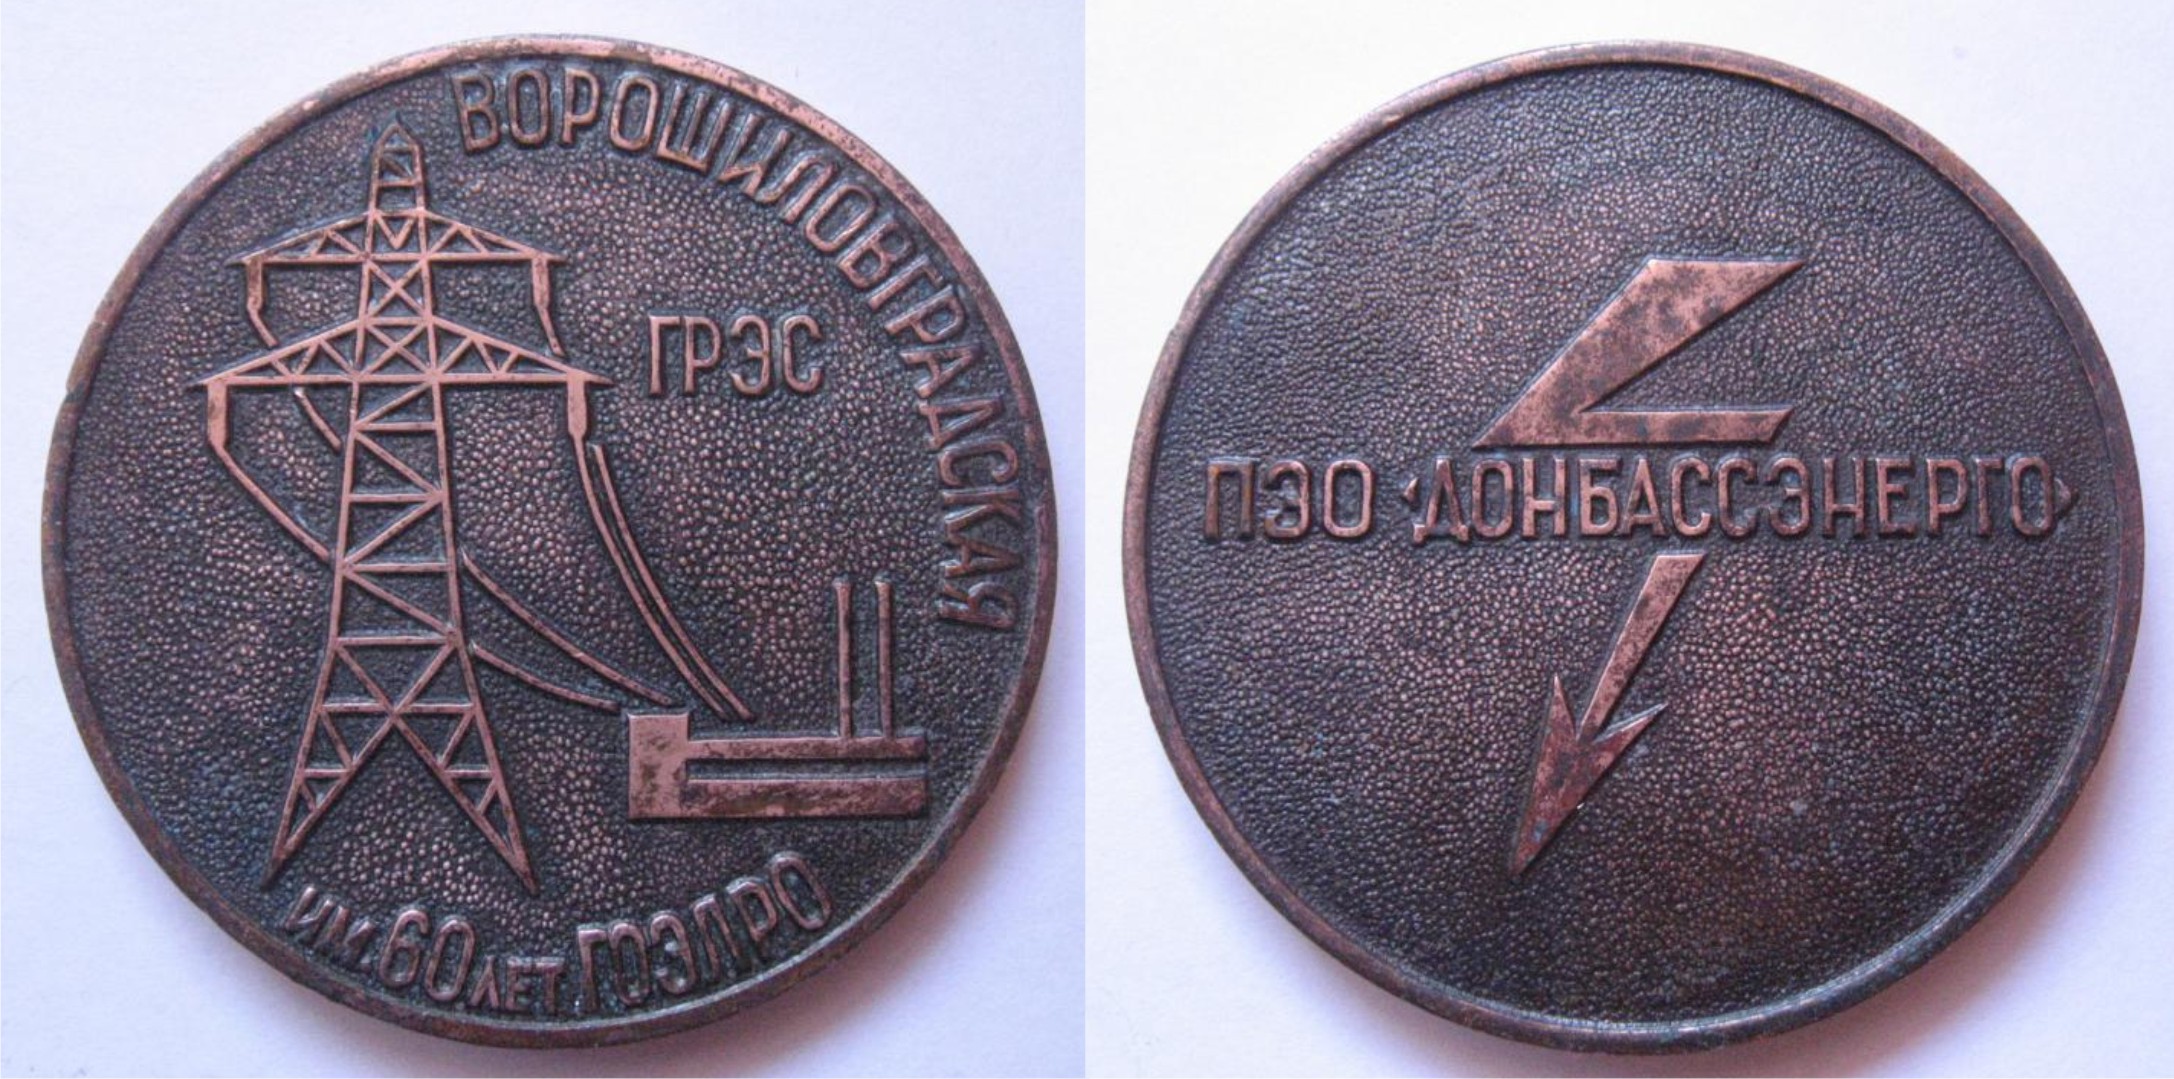 ВОРОШИЛОВГРАДСКАЯ
ГРЭС
ИМ. 60 ЛЕТ ГОЭЛРО
ПЭО «ДОНБАССЭНЕРГО»